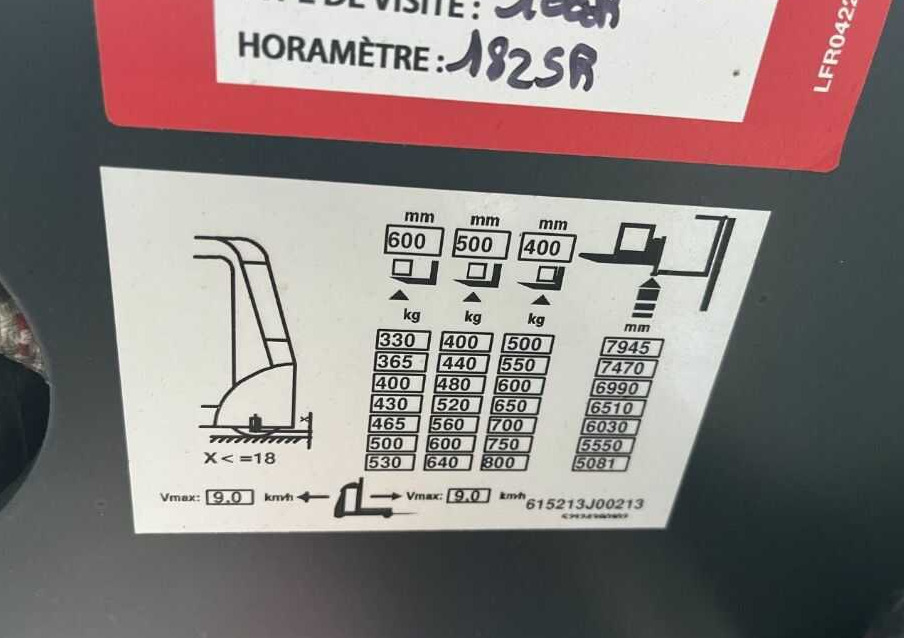 DE VISITE :
HORAMÈTRE :
LFR0422
mm mm mm
600 500 400
kg kg kg mm
330 400 500 7945
365 440 550 7470
400 480 600 6990
430 520 650 6510
465 560 700 6030
500 600 750 5550
530 640 800 5081
X
X < =18
Vmax: 9.0 km/h Vmax: 9.0 km/h 615213J00213